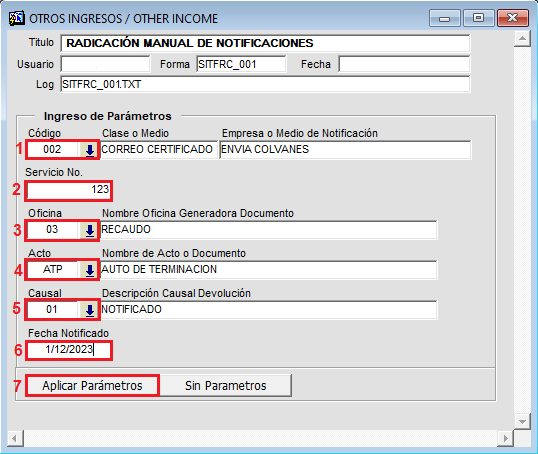 OTROS INGRESOS / OTHER INCOME
Titulo RADICACIÓN MANUAL DE NOTIFICACIONES
Usuario Forma SITFRC_001 Fecha
Log SITFRC_001.TXT
Ingreso de Parámetros
Código Clase o Medio Empresa o Medio de Notificación
1 002 CORREO CERTIFICADO ENVIA COLVANES
Servicio No.
2 123
Oficina Nombre Oficina Generadora Documento
3 03 RECAUDO
Acto Nombre de Acto o Documento
4 ATP AUTO DE TERMINACION
Causal Descripción Causal Devolución
5 01 NOTIFICADO
Fecha Notificado
6 1/12/2023
7 Aplicar Parámetros Sin Parametros